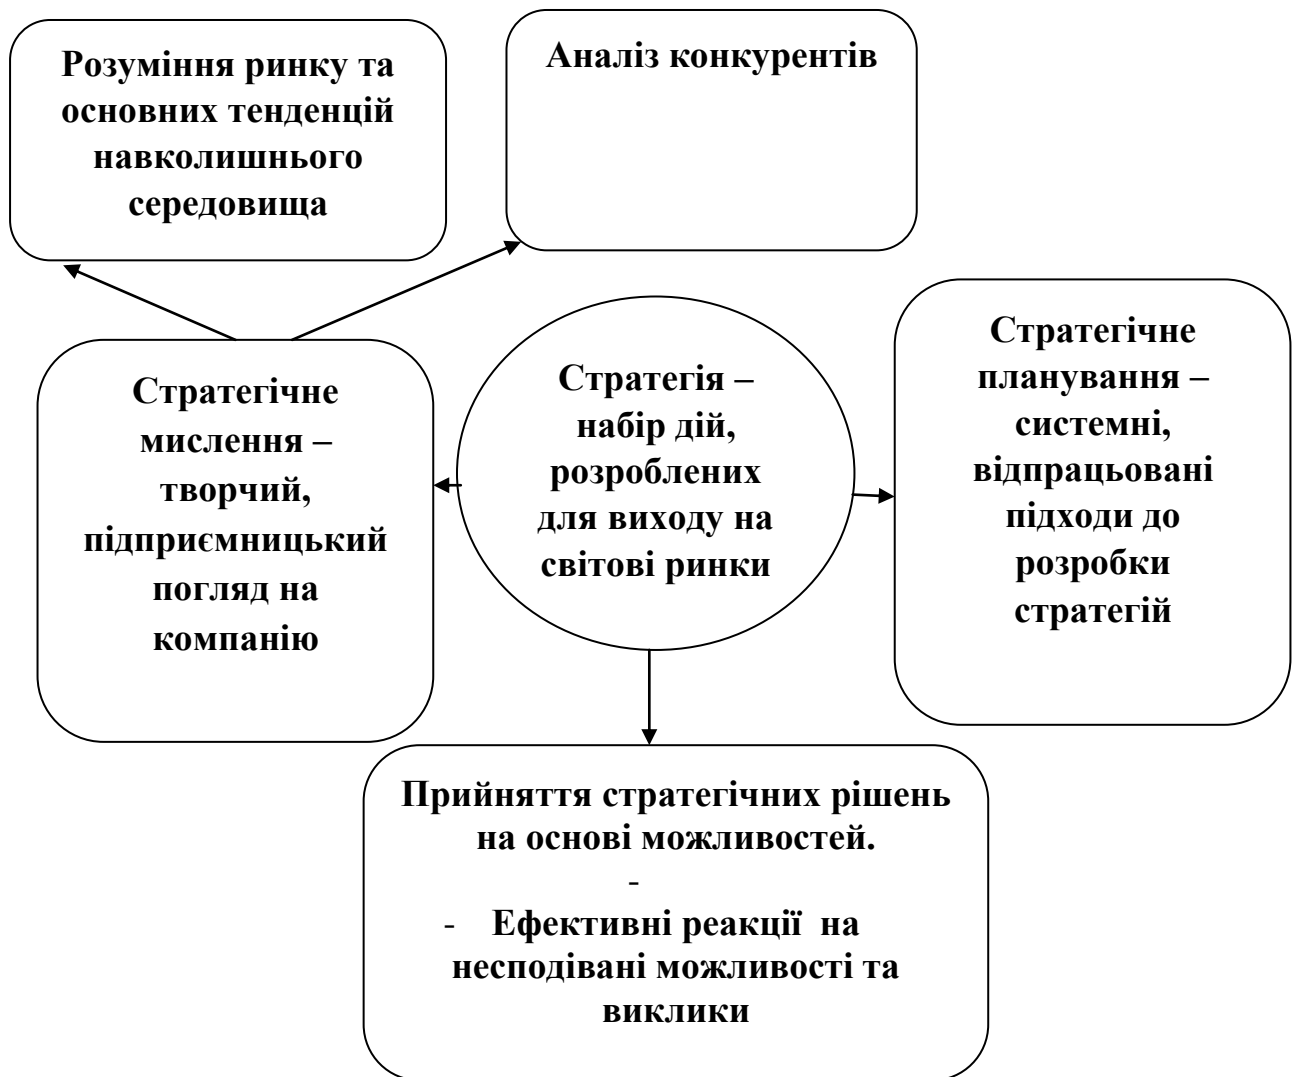 Розуміння ринку та
основних тенденцій
навколишнього
середовища
Аналіз конкурентів
Стратегічне
мислення –
творчий,
підприємницький
погляд на
компанію
Стратегія –
набір дій,
розроблених
для виходу на
світові ринки
Стратегічне
планування –
системні,
відпрацьовані
підходи до
розробки
стратегій
Прийняття стратегічних рішень
на основі можливостей.
-
- Ефективні реакції на
несподівані можливості та
виклики